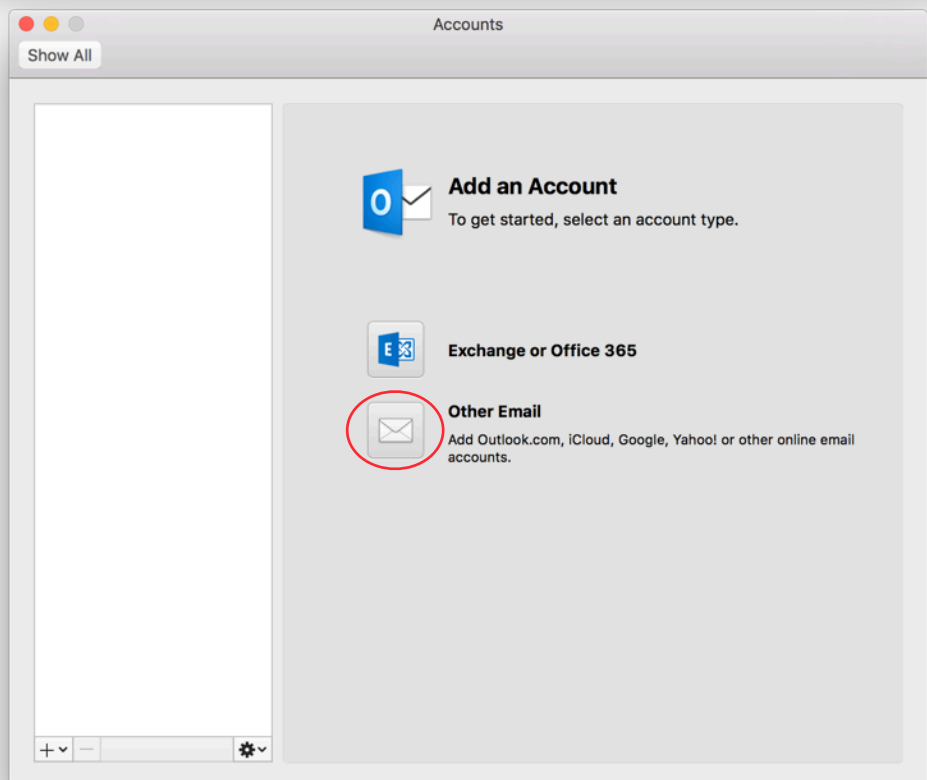 Accounts
Show All
O
Add an Account
To get started, select an account type.
E
Exchange or Office 365
Other Email
Add Outlook.com, iCloud, Google, Yahoo! or other online email
accounts.